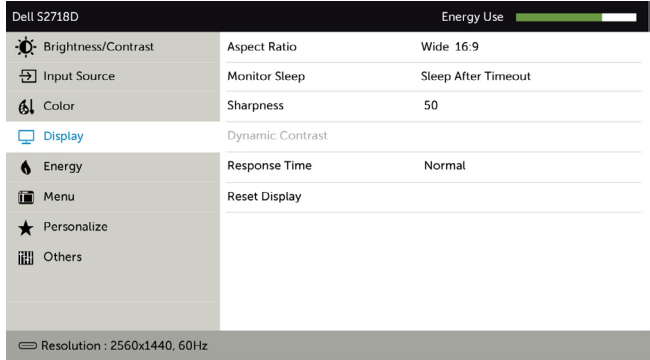 Dell S2718D Energy Use
Brightness/Contrast Aspect Ratio Wide 16:9
Input Source Monitor Sleep Sleep After Timeout
Color Sharpness 50
Display Dynamic Contrast
Energy Response Time Normal
Menu Reset Display
Personalize
Others
Resolution : 2560x1440, 60Hz